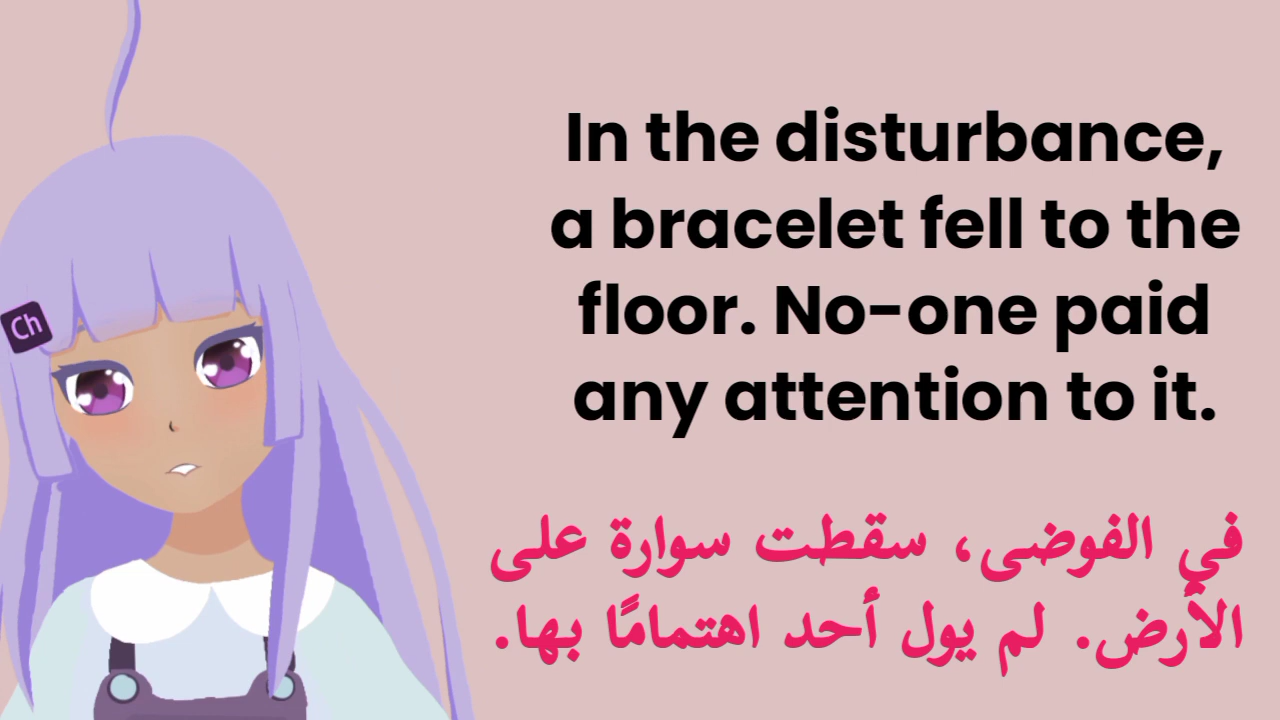 Ch
In the disturbance,
a bracelet fell to the
floor. No-one paid
any attention to it.
في الفوضى، سقطت سوارة على
الأرض. لم يول أحد اهتمامًا بها.